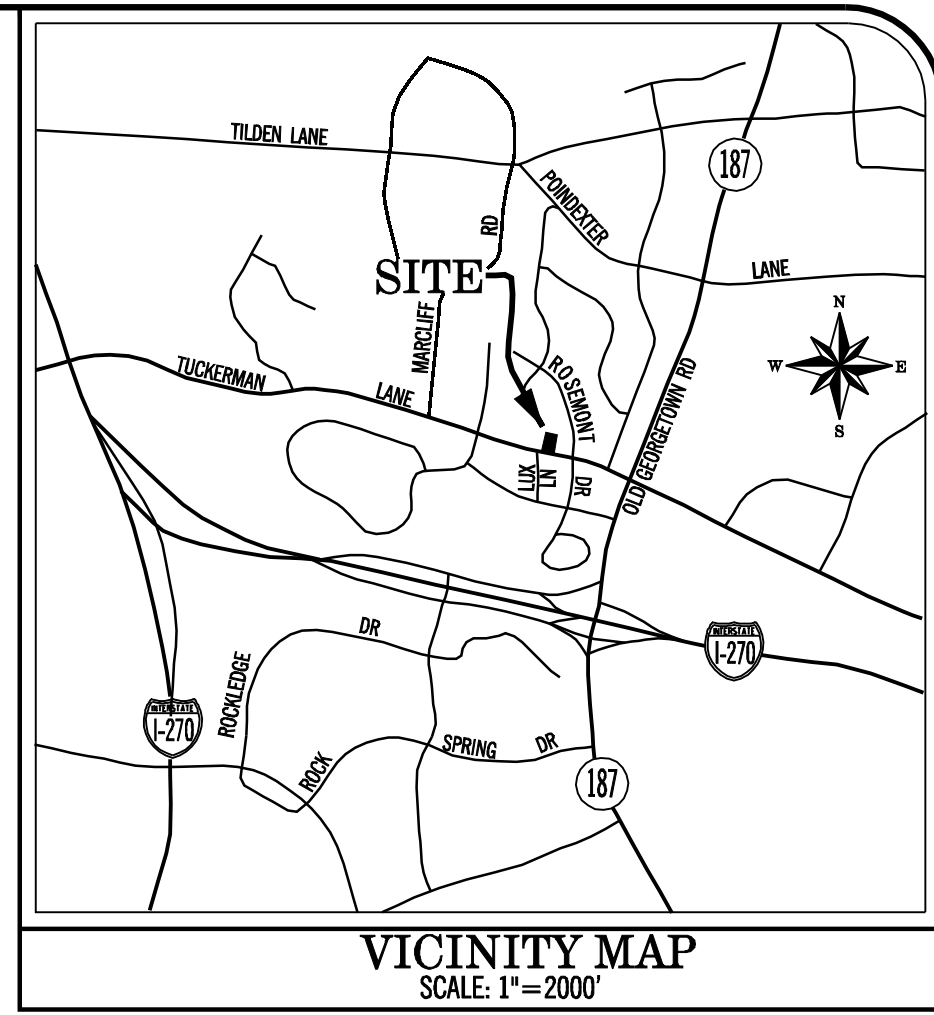 TILDEN LANE
187
POINDEXTER
LANE
RD
SITE
N
W E
S
MARCLIFF
TUCKERMAN
LANE
ROSEMONT
DR
OLD GEORGETOWN RD
LUX
LN
DR
ROCKLEDGE
INTERSTATE
I-270
INTERSTATE
I-270
ROCK
SPRING
DR
187
VICINITY MAP
SCALE: 1"=2000'